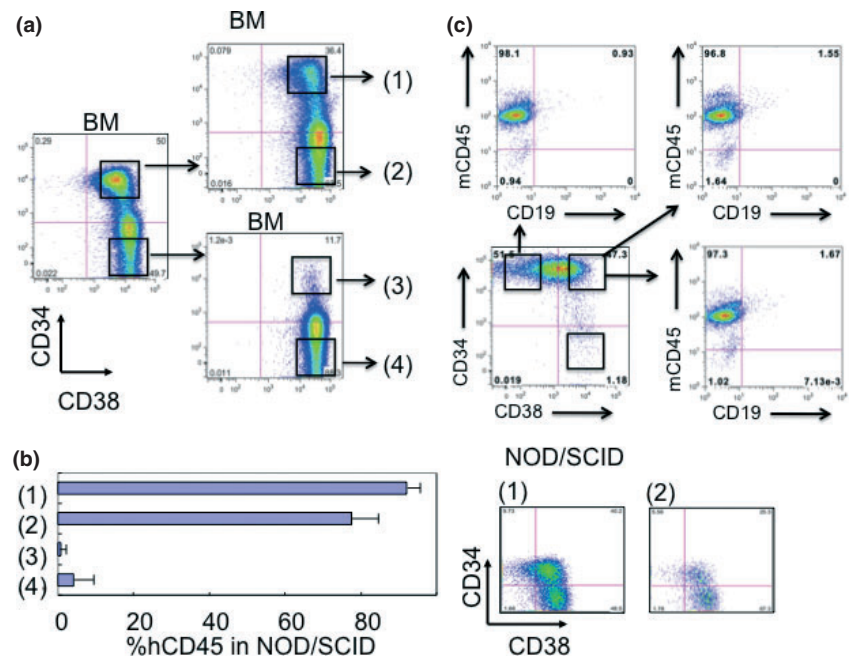 (a)
BM
0.079
36.4
(1)
(2)
0.016
BM
0.29
50
0.022
49.7
CD34
CD38
BM
1.2e-3
11.7
(3)
(4)
0.011
(b)
(1)
(2)
(3)
(4)
0
20
40
60
80
%hCD45 in NOD/SCID
(c)
98.1
0.93
mCD45
0.94
0
CD19
96.8
1.55
mCD45
1.64
0
CD19
47.3
CD34
0.019
1.18
CD38
97.3
1.67
mCD45
1.02
7.13e-3
CD19
NOD/SCID
(1)
(2)
CD34
CD38